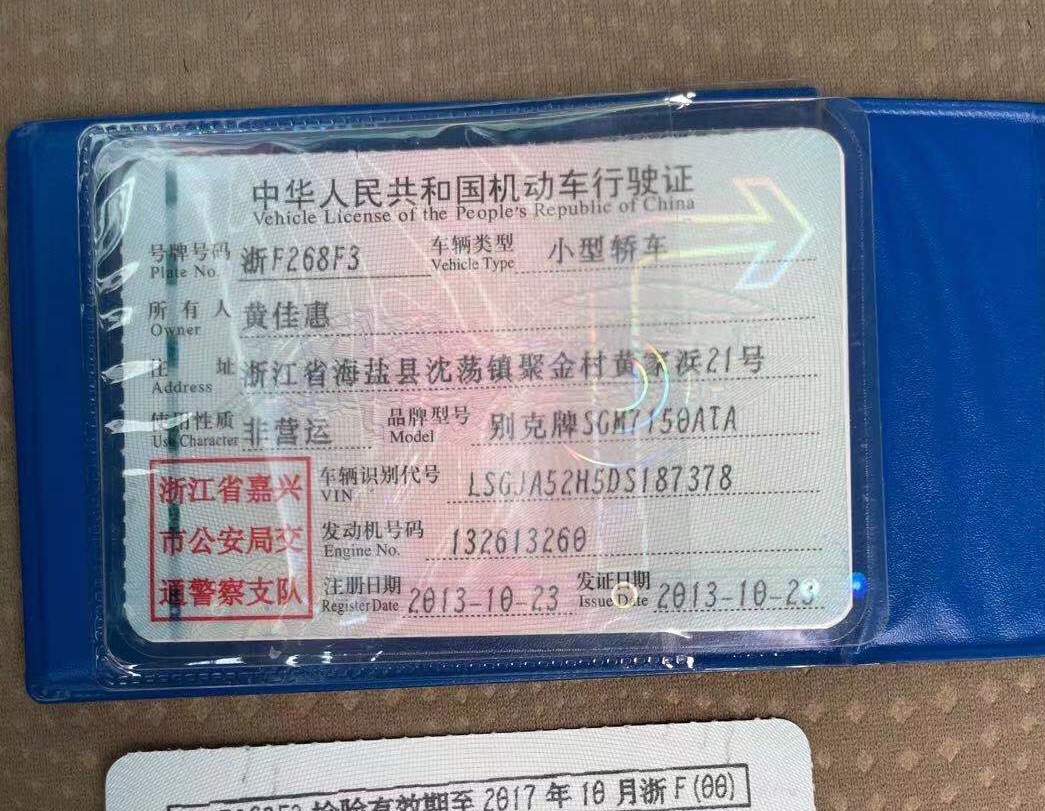 中华人民共和国机动车行驶证
Vehicle License of the People's Republic of China
号牌号码 浙F268F3 车辆类型 小型轿车
Plate No. Vehicle Type
所有人 黄佳惠
Owner
住址 浙江省海盐县沈荡镇聚金村黄家浜21号
Address
使用性质 非营运 品牌型号 别克牌SGM7150ATA
Use Character Model
浙江省嘉兴
市公安局交
通警察支队
车辆识别代号 LSGJA52H5DS187378
VIN
发动机号码 132613260
Engine No.
注册日期 2013-10-23 发证日期 2013-10-23
Register Date Issue Date
检验有效期至 2017 年 10 月浙 F(00)